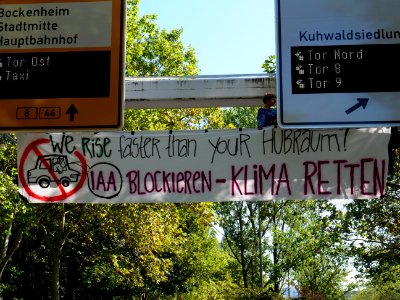 Bockenheim
Stadtmitte
Hauptbahnhof
Tor Ost
Taxi
8 44
Kuhwaldsiedlung
Tor Nord
Tor 8
Tor 9
We RISE faster than your HUBRAUM!
IAA BLOCKIEREN - KLIMA RETTEN